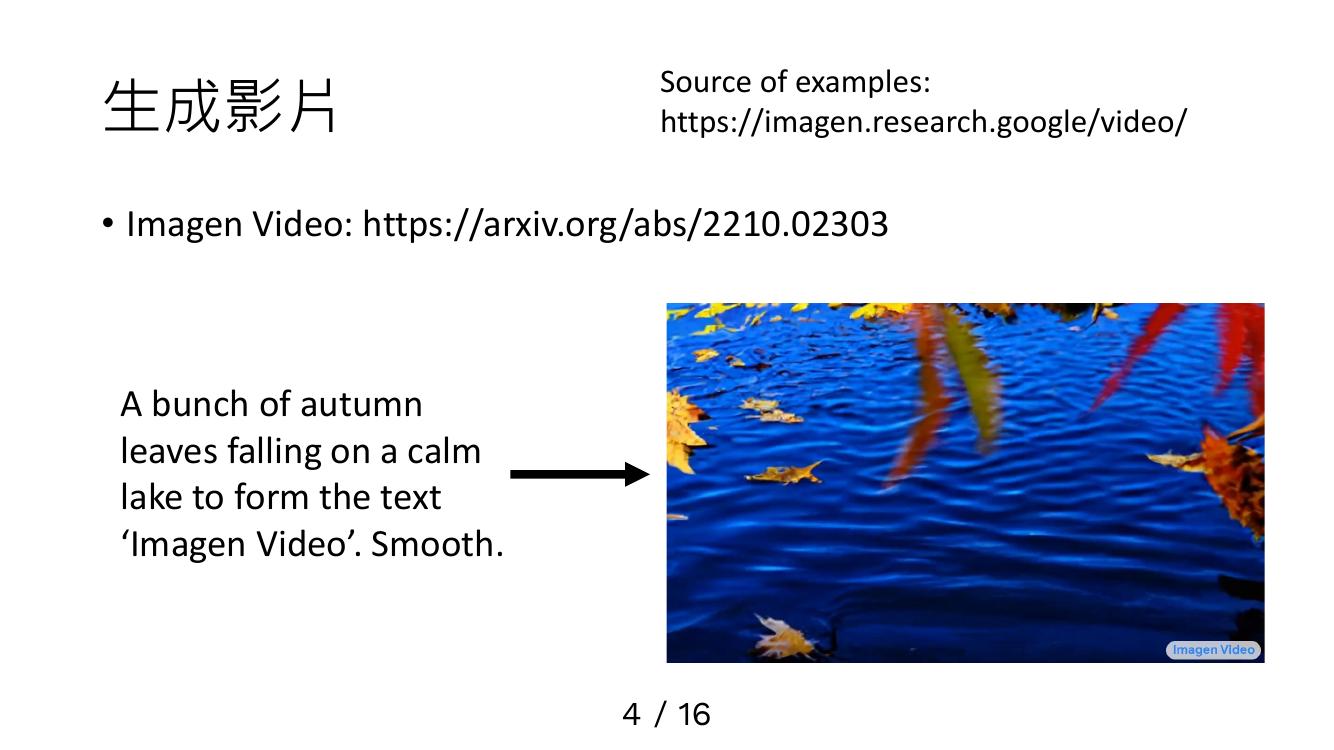 生成影片
Source of examples:
https://imagen.research.google/video/
• Imagen Video: https://arxiv.org/abs/2210.02303
A bunch of autumn
leaves falling on a calm
lake to form the text
‘Imagen Video’. Smooth.
Imagen Video
4 / 16